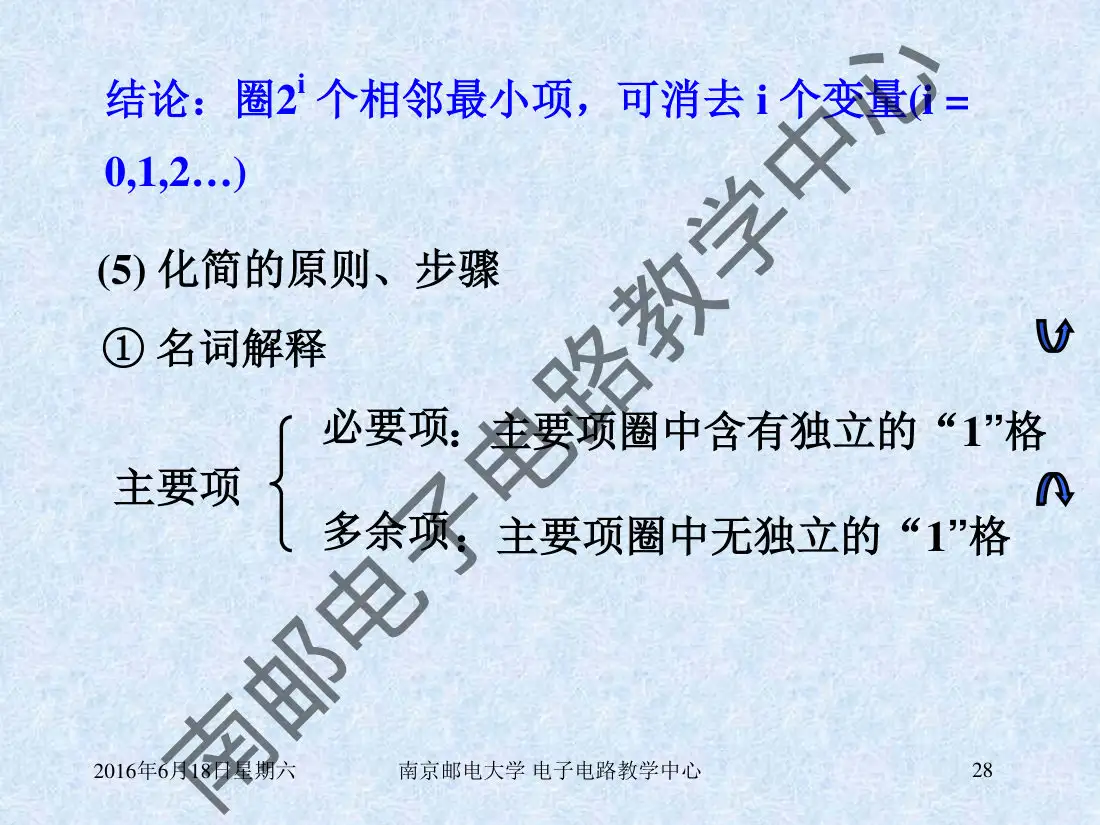 结论：圈2^i 个相邻最小项，可消去 i 个变量(i =
0,1,2…)
(5) 化简的原则、步骤
① 名词解释
必要项：主要项圈中含有独立的“1”格
主要项
多余项：主要项圈中无独立的“1”格
南邮电子电路教学中心
2016年6月18日星期六 南京邮电大学 电子电路教学中心 28